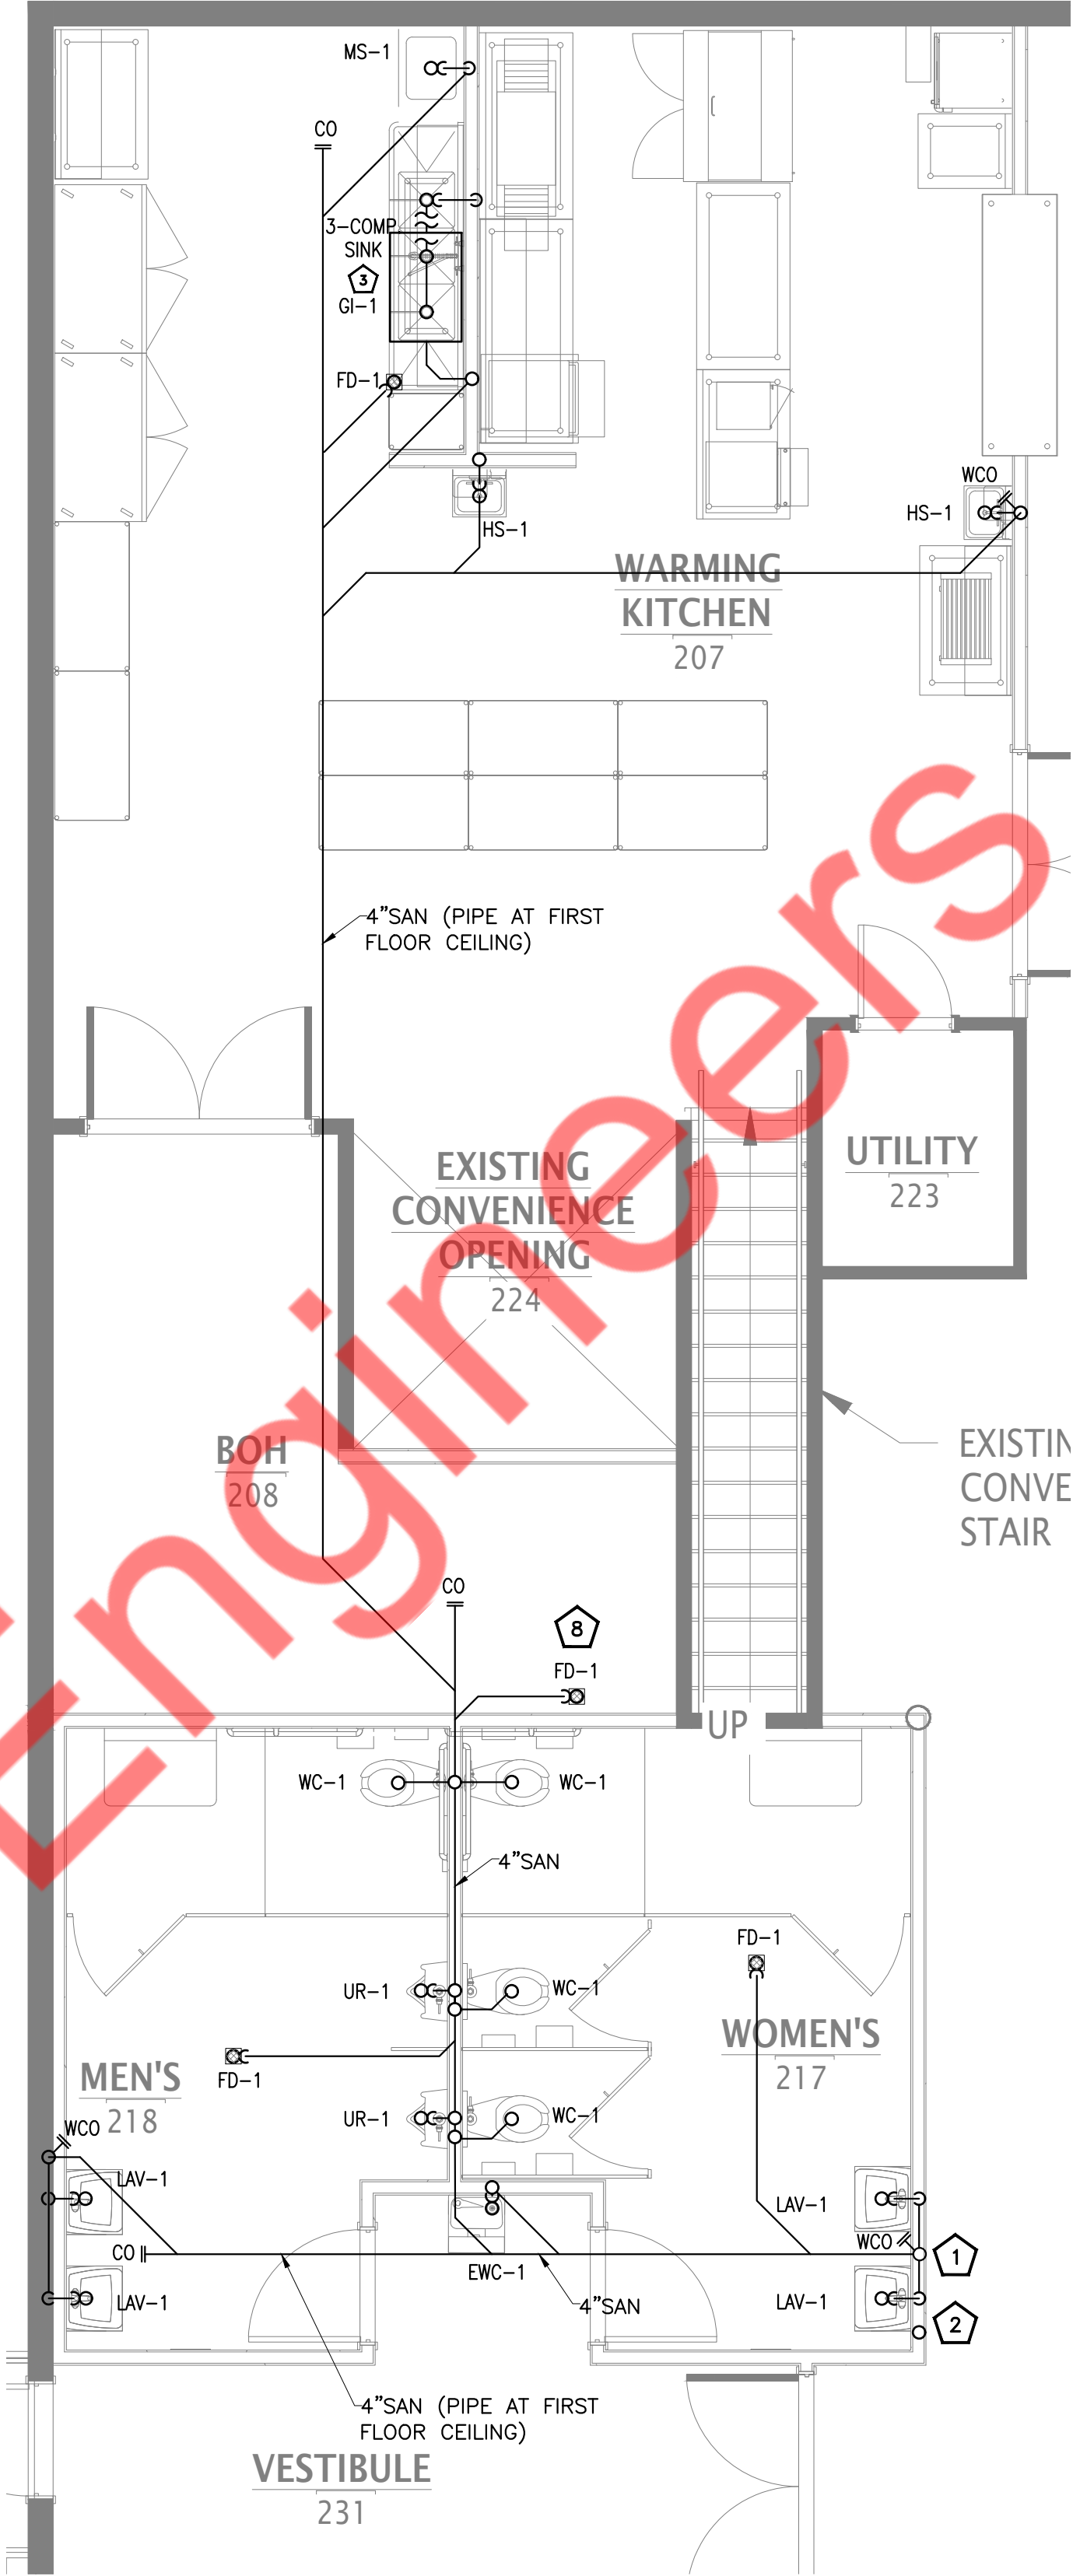 MS-1
CO
3-COMP
SINK
3
GI-1
FD-1
HS-1
WCO
HS-1
WARMING
KITCHEN
207
4"SAN (PIPE AT FIRST
FLOOR CEILING)
EXISTING
CONVENIENCE
OPENING
224
UTILITY
223
BOH
208
EXISTIN
CONVE
STAIR
CO
8
FD-1
UP
WC-1
WC-1
4"SAN
FD-1
UR-1
WC-1
WOMEN'S
217
MEN'S
218
FD-1
UR-1
WC-1
WCO
LAV-1
LAV-1
WCO
CO
1
EWC-1
LAV-1
4"SAN
LAV-1
2
4"SAN (PIPE AT FIRST
FLOOR CEILING)
VESTIBULE
231
Engineers